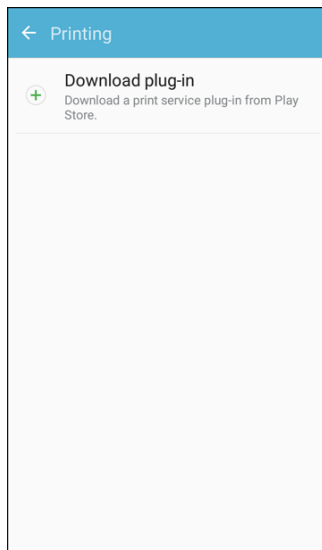 Printing
Download plug-in
Download a print service plug-in from Play
Store.